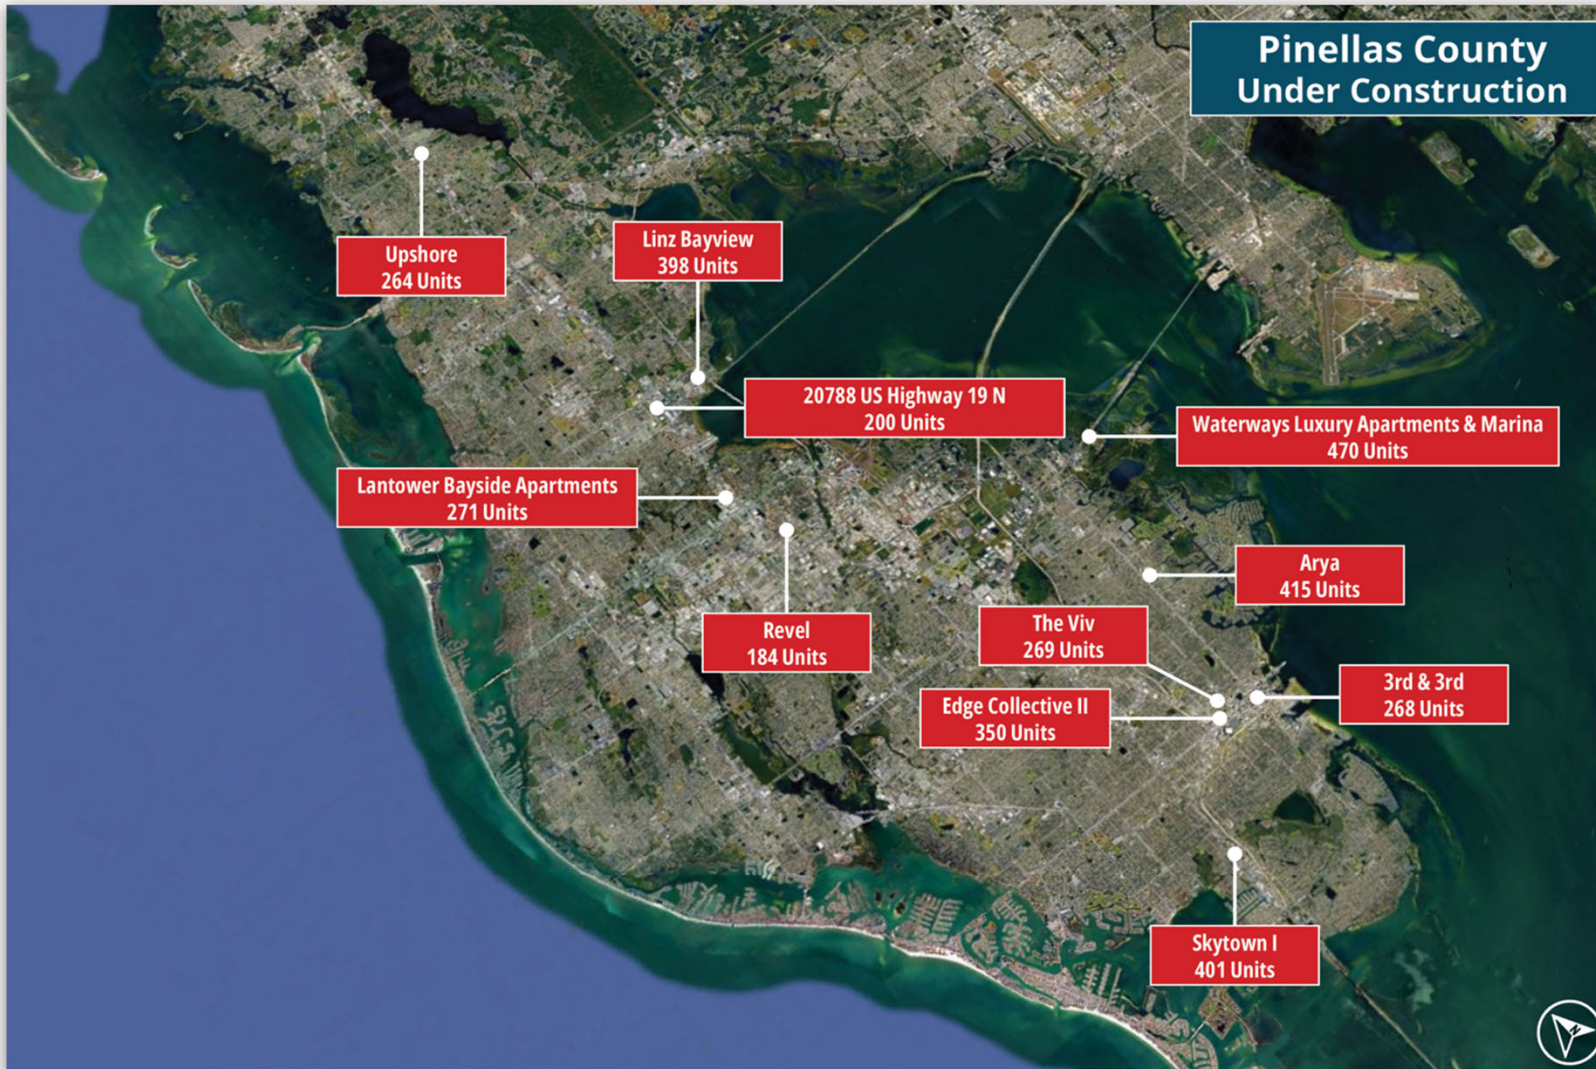 Pinellas County
Under Construction
Upshore
264 Units
Linz Bayview
398 Units
20788 US Highway 19 N
200 Units
Waterways Luxury Apartments & Marina
470 Units
Lantower Bayside Apartments
271 Units
Arya
415 Units
The Viv
269 Units
Revel
184 Units
3rd & 3rd
268 Units
Edge Collective II
350 Units
Skytown I
401 Units
N